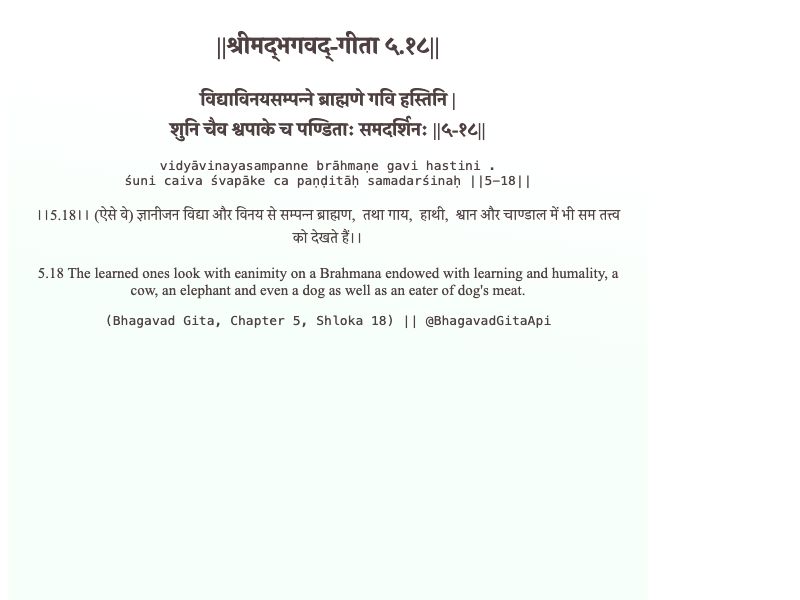 ||श्रीमद्‍भगवद्‍-गीता ५.१८||
विद्याविनयसम्पन्ने ब्राह्मणे गवि हस्तिनि |
शुनि चैव श्वपाके च पण्डिताः समदर्शिनः ||५-१८||
vidyāvinayasampanne brāhmaṇe gavi hastini .
śuni caiva śvapāke ca paṇḍitāḥ samadarśinaḥ ||5-18||
।।5.18।। (ऐसे वे) ज्ञानीजन विद्या और विनय से सम्पन्न ब्राह्मण, तथा गाय, हाथी, श्वान और चाण्डाल में भी सम तत्त्व
को देखते हैं।।
5.18 The learned ones look with eanimity on a Brahmana endowed with learning and humality, a
cow, an elephant and even a dog as well as an eater of dog's meat.
(Bhagavad Gita, Chapter 5, Shloka 18) || @BhagavadGitaApi